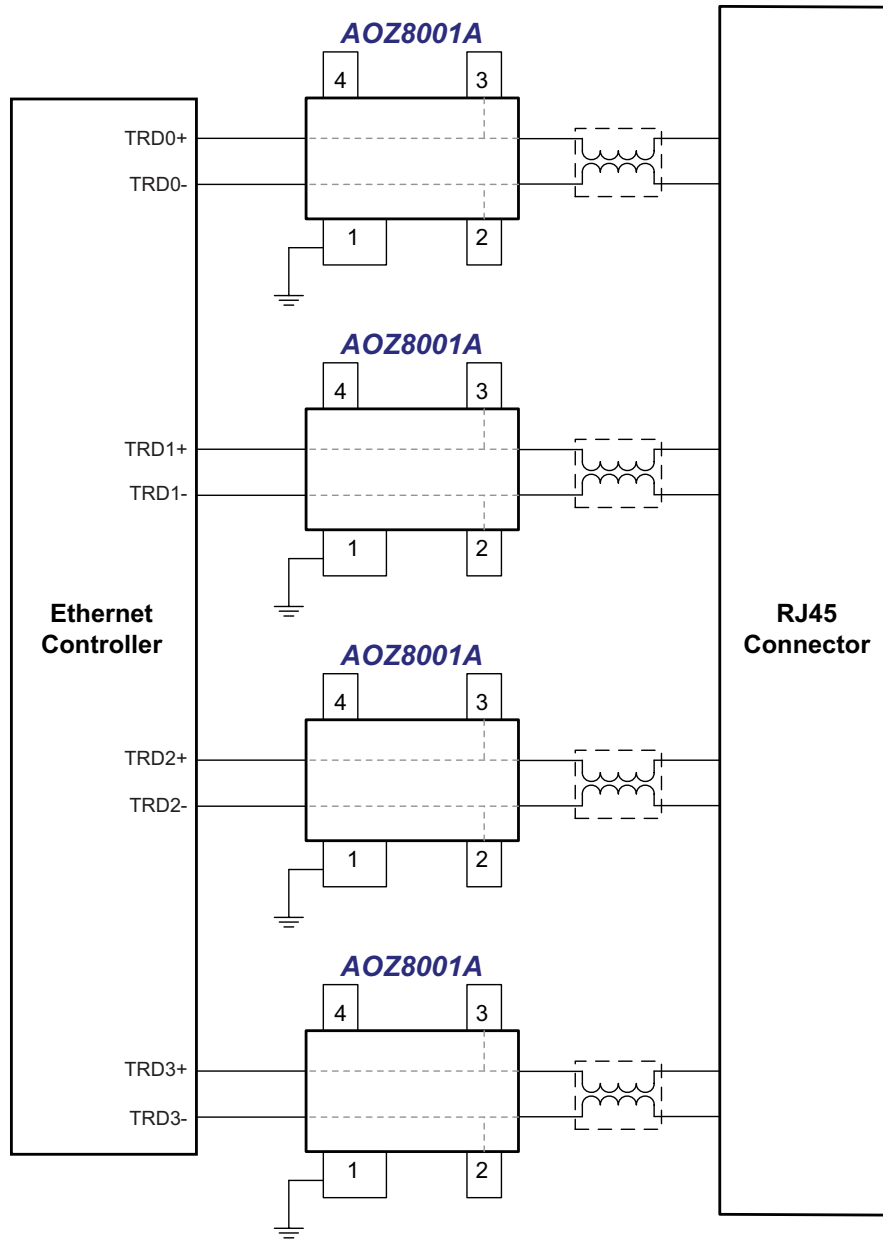 AOZ8001A
4
3
TRD0+
TRD0-
1
2
AOZ8001A
4
3
TRD1+
TRD1-
1
2
Ethernet
Controller
RJ45
Connector
AOZ8001A
4
3
TRD2+
TRD2-
1
2
AOZ8001A
4
3
TRD3+
TRD3-
1
2